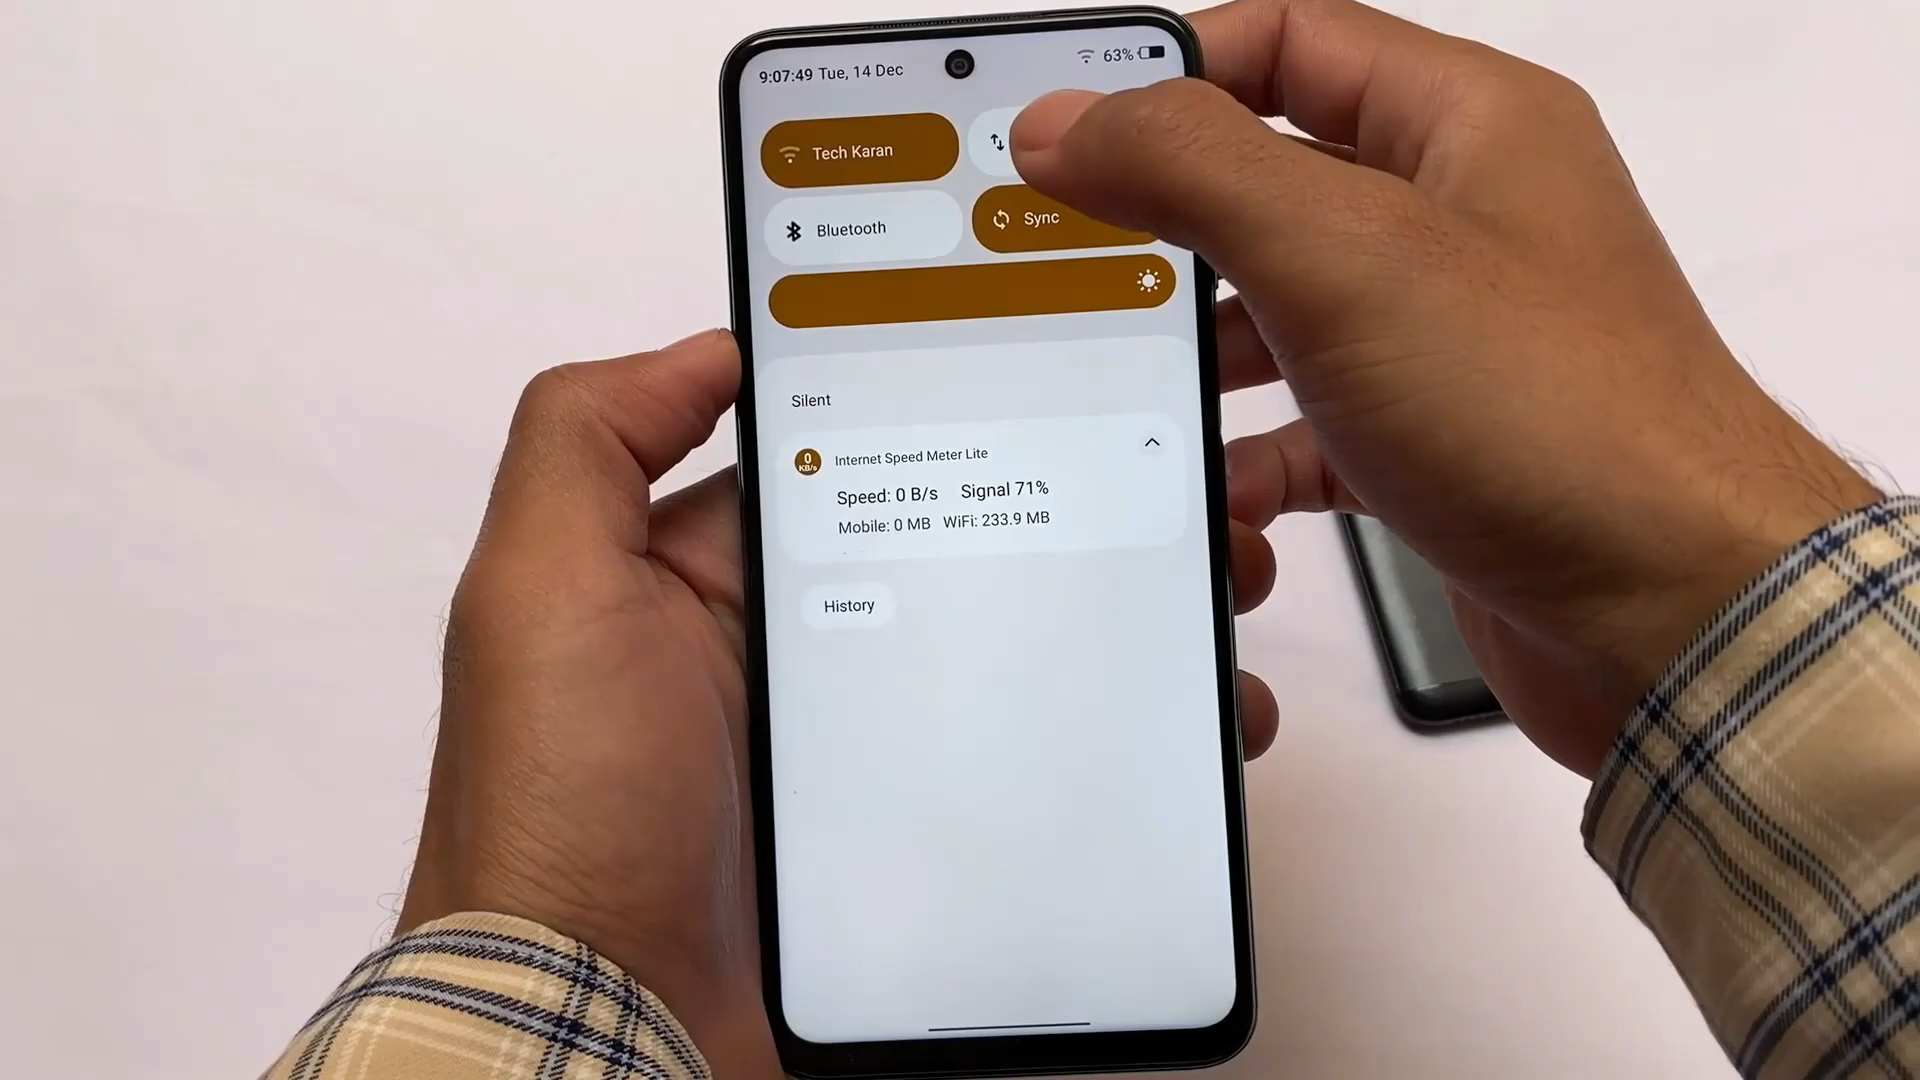 9:07:49 Tue, 14 Dec 63%
Tech Karan
Bluetooth
Sync
Silent
0 KB/s
Internet Speed Meter Lite
Speed: 0 B/s Signal 71%
Mobile: 0 MB WiFi: 233.9 MB
History